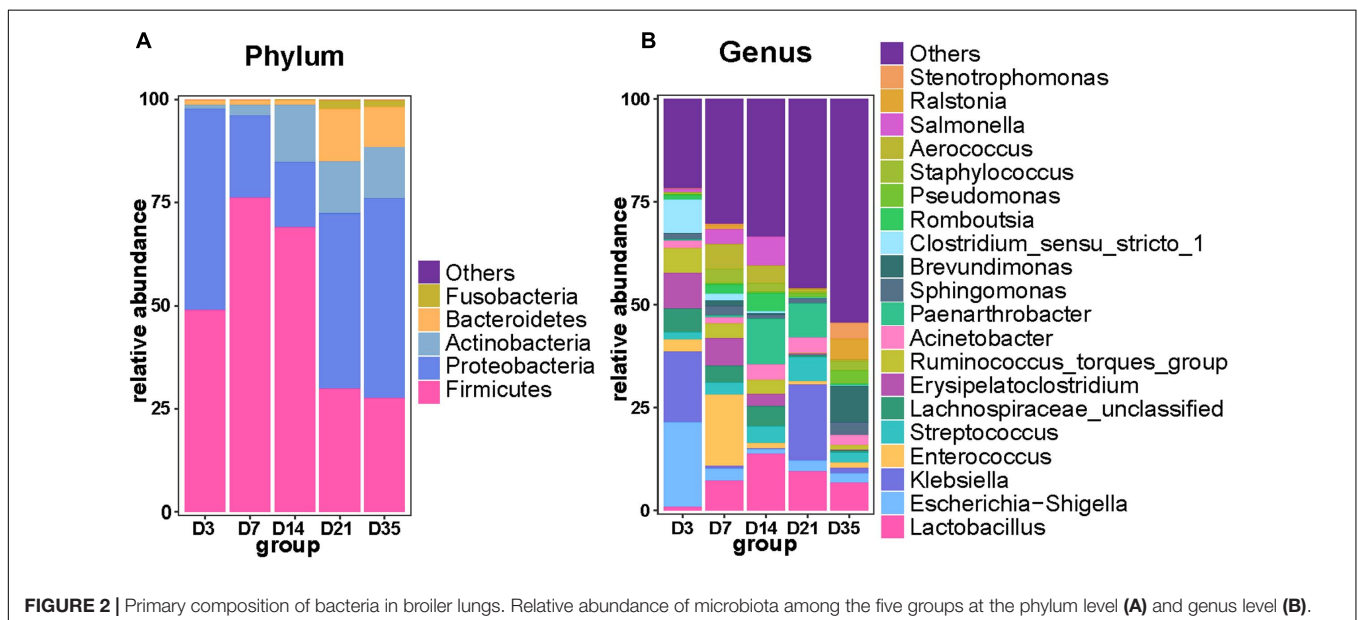 A
Phylum
relative abundance
100
75
50
25
0
D3 D7 D14 D21 D35
group
Others
Fusobacteria
Bacteroidetes
Actinobacteria
Proteobacteria
Firmicutes
B
Genus
relative abundance
100
75
50
25
0
D3 D7 D14 D21 D35
group
Others
Stenotrophomonas
Ralstonia
Salmonella
Aerococcus
Staphylococcus
Pseudomonas
Romboutsia
Clostridium_sensu_stricto_1
Brevundimonas
Sphingomonas
Paenarthrobacter
Acinetobacter
Ruminococcus_torques_group
Erysipelatoclostridium
Lachnospiraceae_unclassified
Streptococcus
Enterococcus
Klebsiella
Escherichia−Shigella
Lactobacillus
FIGURE 2 | Primary composition of bacteria in broiler lungs. Relative abundance of microbiota among the five groups at the phylum level (A) and genus level (B).